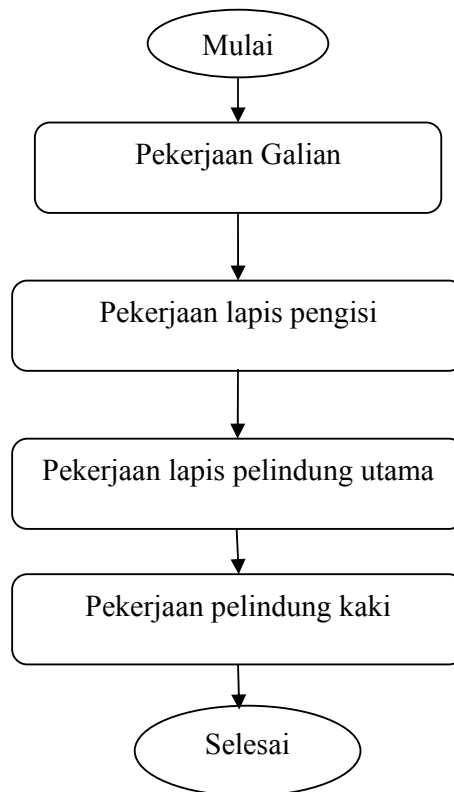 Mulai
Pekerjaan Galian
Pekerjaan lapis pengisi
Pekerjaan lapis pelindung utama
Pekerjaan pelindung kaki
Selesai